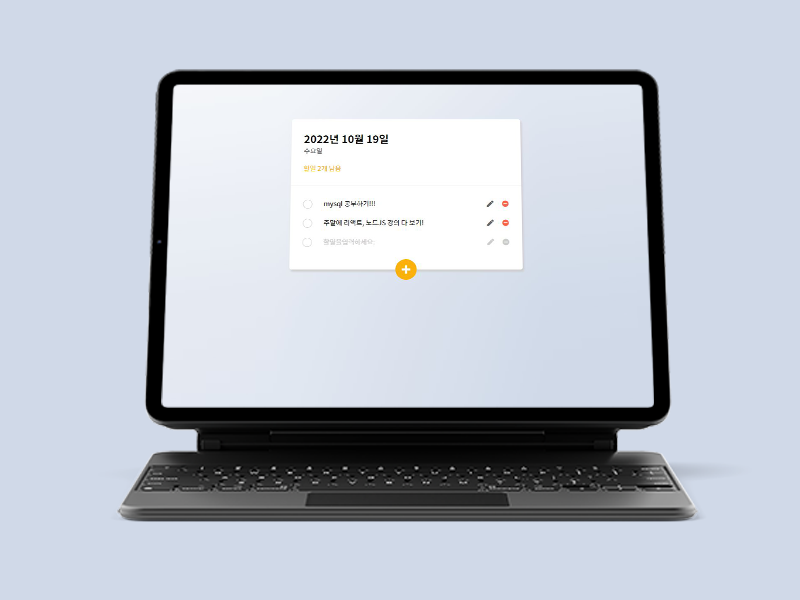 2022년 10월 19일
수요일
할일 2개 남음
mysql 공부하기!!!
주말에 리액트, 노드JS 강의 다 보기!
할일을 입력하세요.